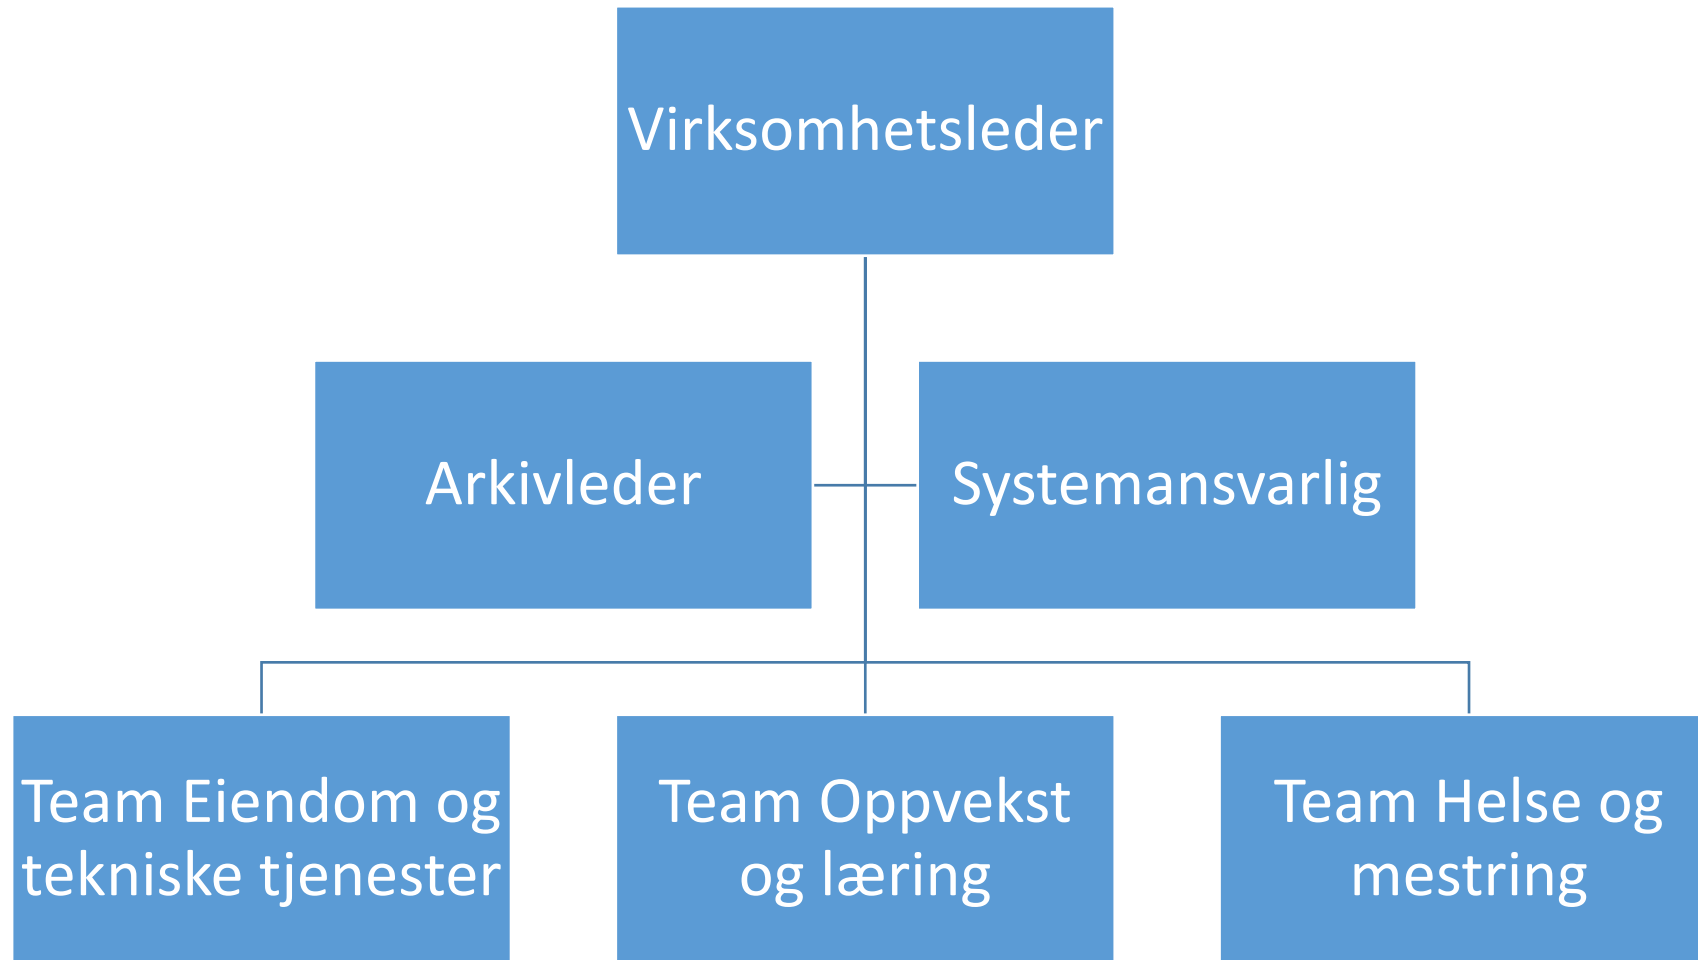 Virksomhetsleder
Arkivleder
Systemansvarlig
Team Eiendom og
tekniske tjenester
Team Oppvekst
og læring
Team Helse og
mestring